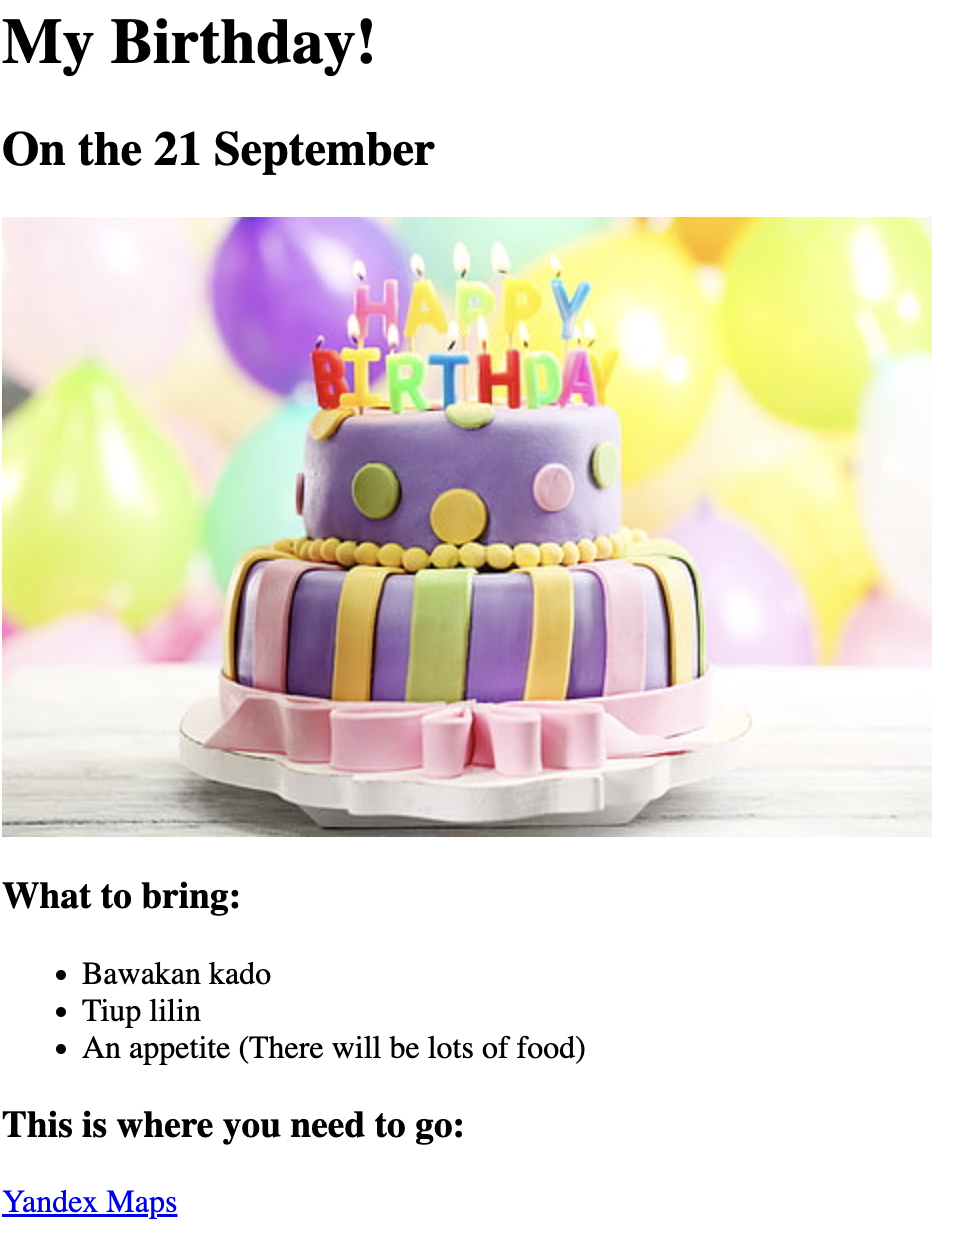 My Birthday!
On the 21 September
HAPPY
BIRTHDAY
What to bring:
Bawakan kado
Tiup lilin
An appetite (There will be lots of food)
This is where you need to go:
Yandex Maps